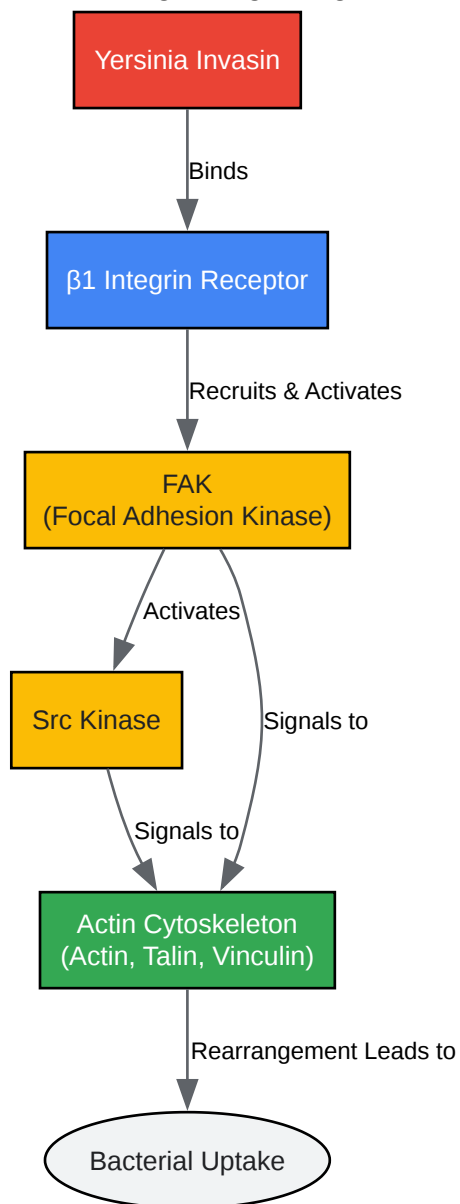 Yersinia Invasin
Binds
β1 Integrin Receptor
Recruits & Activates
FAK
(Focal Adhesion Kinase)
Activates
Src Kinase
Signals to
Signals to
Actin Cytoskeleton
(Actin, Talin, Vinculin)
Rearrangement Leads to
Bacterial Uptake